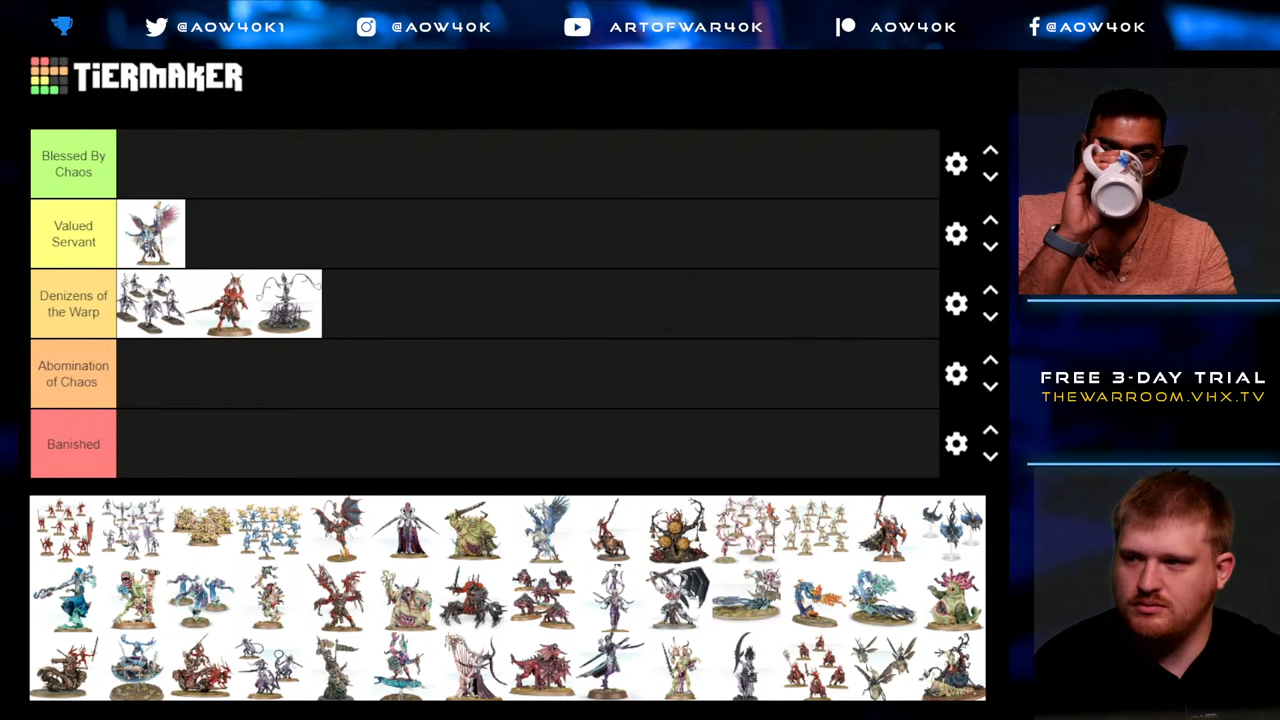 @AOW40K1
@AOW40K
ARTOFWAR40K
AOW40K
@AOW40K
TiERMAKER
Blessed By
Chaos
Valued
Servant
Denizens of
the Warp
Abomination
of Chaos
Banished
FREE 3-DAY TRIAL
THEWARROOM.VHX.TV